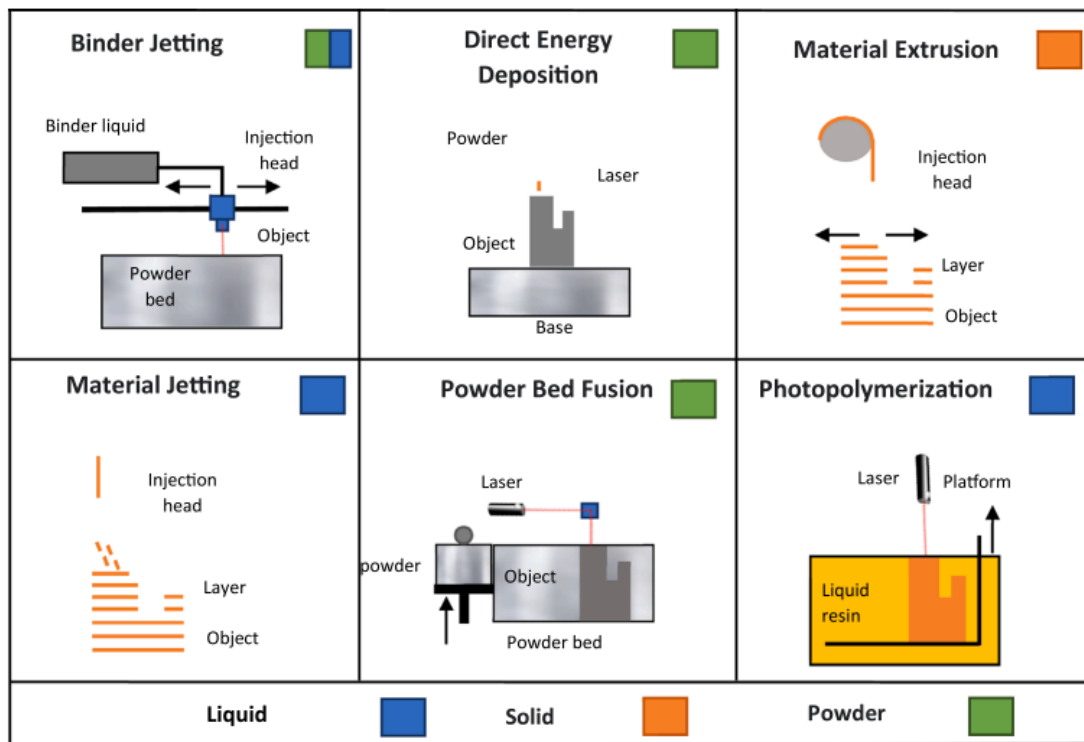 Binder Jetting
Binder liquid
Injection
head
Object
Powder
bed
Direct Energy
Deposition
Powder
Laser
Object
Base
Material Extrusion
Injection
head
Layer
Object
Material Jetting
Injection
head
Layer
Object
Powder Bed Fusion
Laser
powder
Object
Powder bed
Photopolymerization
Laser
Platform
Liquid
resin
Liquid
Solid
Powder